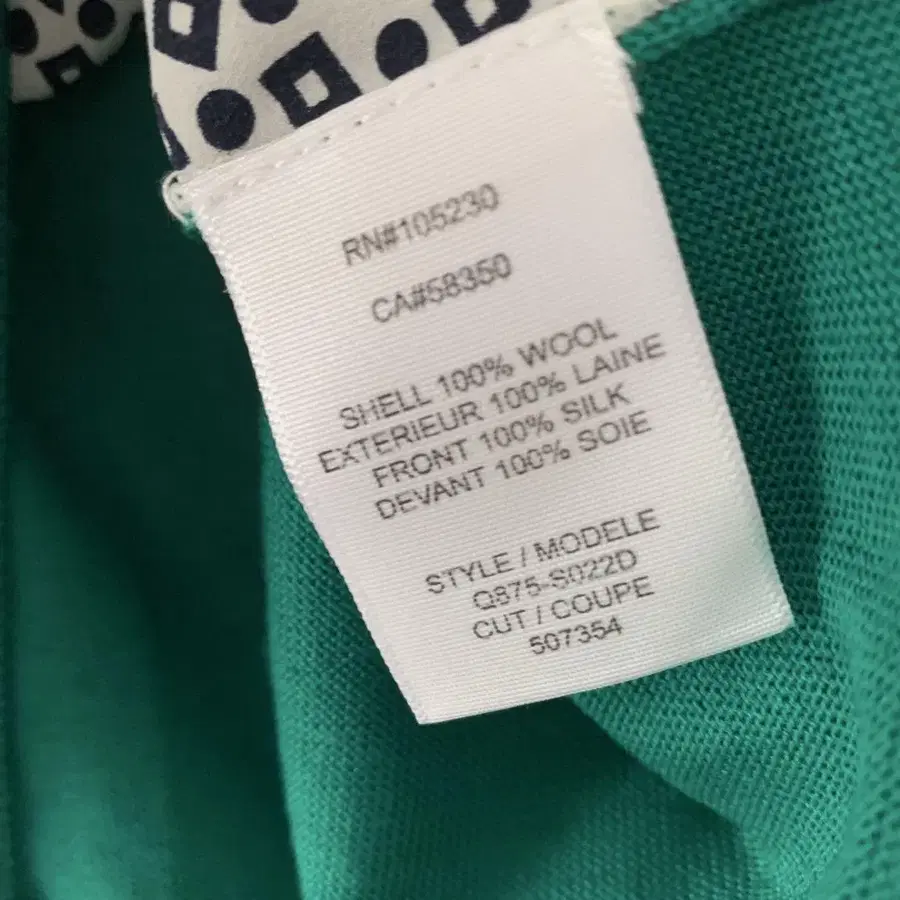 RN#105230
CA#58350
SHELL 100% WOOL
EXTERIEUR 100% LAINE
FRONT 100% SILK
DEVANT 100% SOIE
STYLE / MODELE
Q875-S022D
CUT / COUPE
507354